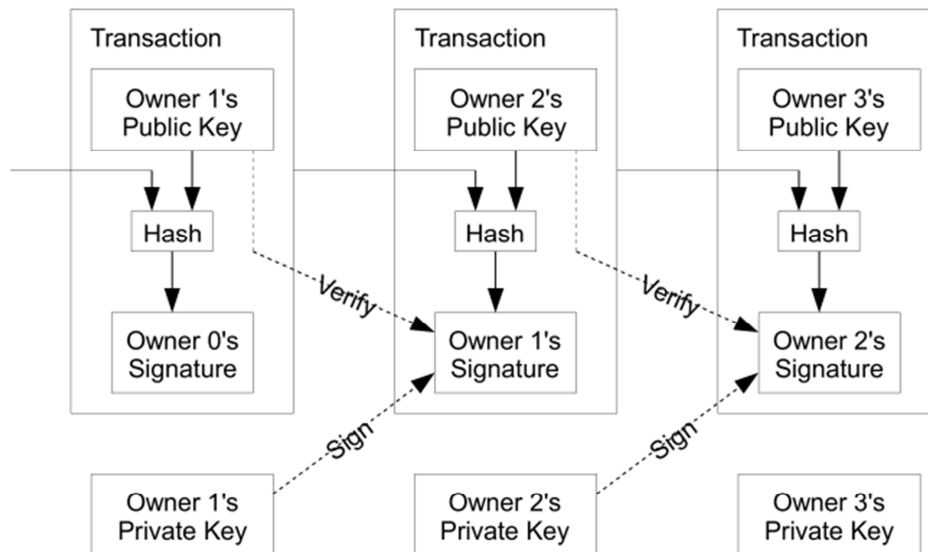 Transaction
Transaction
Transaction
Owner 1's
Public Key
Owner 2's
Public Key
Owner 3's
Public Key
Hash
Hash
Hash
Verify
Verify
Owner 0's
Signature
Owner 1's
Signature
Owner 2's
Signature
Sign
Sign
Owner 1's
Private Key
Owner 2's
Private Key
Owner 3's
Private Key